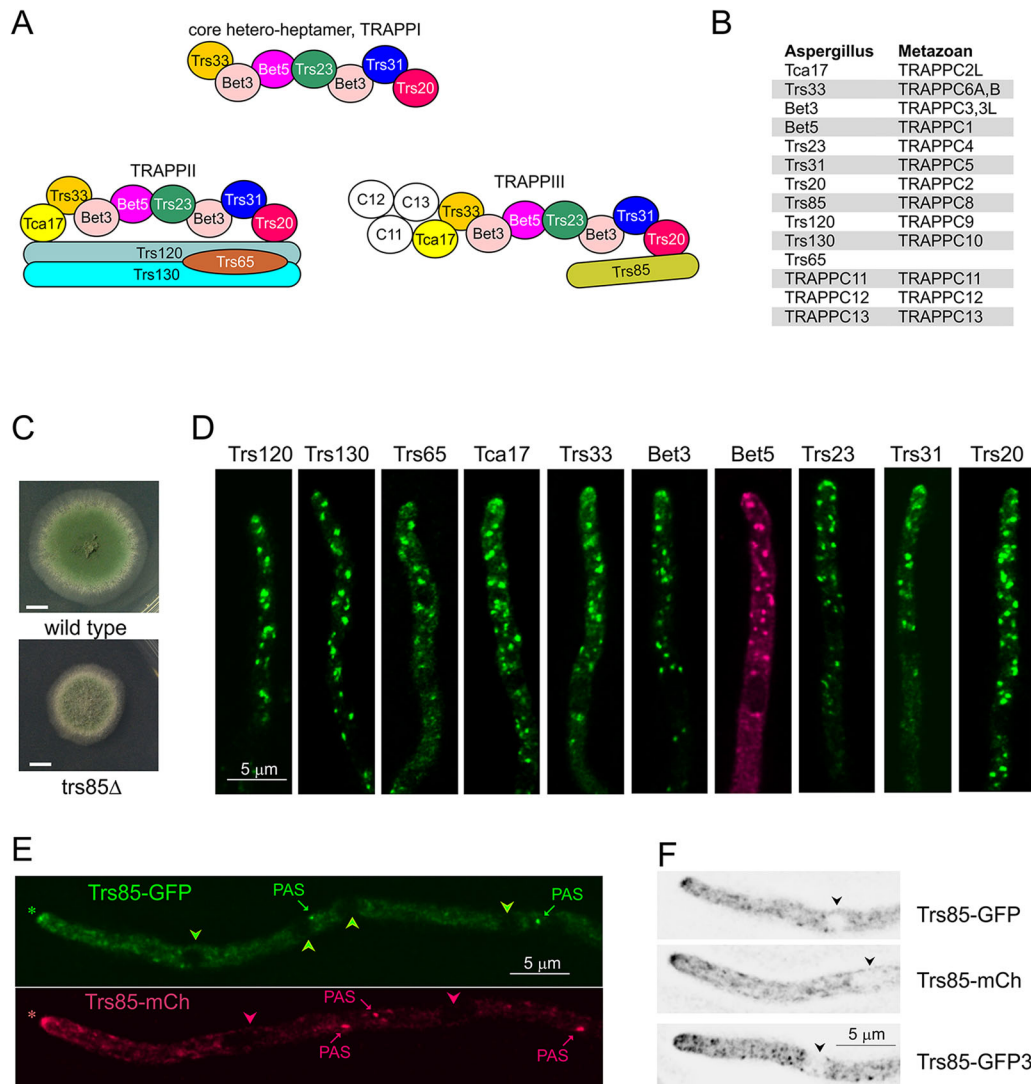 A
core hetero-heptamer, TRAPPI
Trs33
Bet3
Bet5
Trs23
Bet3
Trs31
Trs20
TRAPPII
Tca17
Trs33
Bet3
Bet5
Trs23
Bet3
Trs31
Trs20
Trs120
Trs65
Trs130
TRAPPIII
C12
C13
C11
Tca17
Trs33
Bet3
Bet5
Trs23
Bet3
Trs31
Trs20
Trs85
B
Aspergillus Metazoan
Tca17 TRAPPC2L
Trs33 TRAPPC6A,B
Bet3 TRAPPC3,3L
Bet5 TRAPPC1
Trs23 TRAPPC4
Trs31 TRAPPC5
Trs20 TRAPPC2
Trs85 TRAPPC8
Trs120 TRAPPC9
Trs130 TRAPPC10
Trs65
TRAPPC11 TRAPPC11
TRAPPC12 TRAPPC12
TRAPPC13 TRAPPC13
C
wild type
trs85Δ
D
Trs120 Trs130 Trs65 Tca17 Trs33 Bet3 Bet5 Trs23 Trs31 Trs20
5 μm
E
Trs85-GFP
PAS
PAS
5 μm
*
Trs85-mCh
PAS
PAS
PAS
*
F
Trs85-GFP
Trs85-mCh
5 μm
Trs85-GFP3